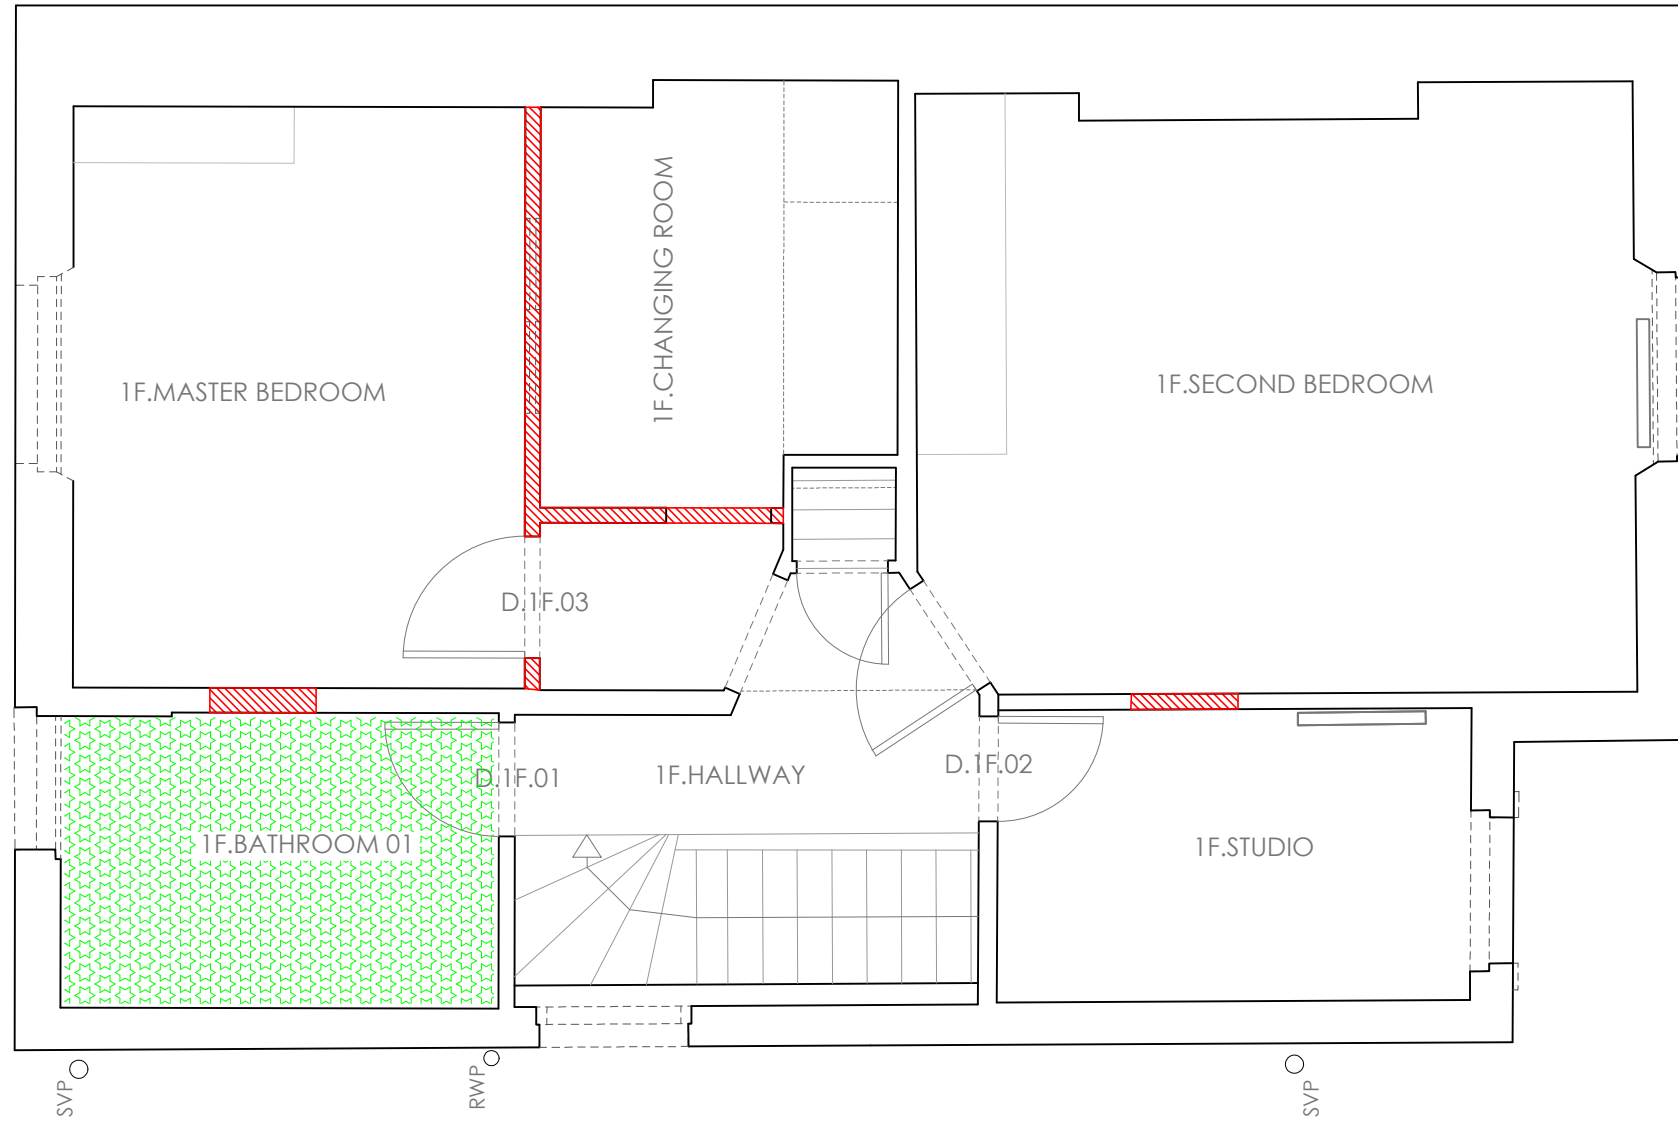 1F.CHANGING ROOM
1F.MASTER BEDROOM
1F.SECOND BEDROOM
D.1F.03
D.1F.01
1F.HALLWAY
D.1F.02
1F.BATHROOM 01
1F.STUDIO
SVP
RWP
SVP